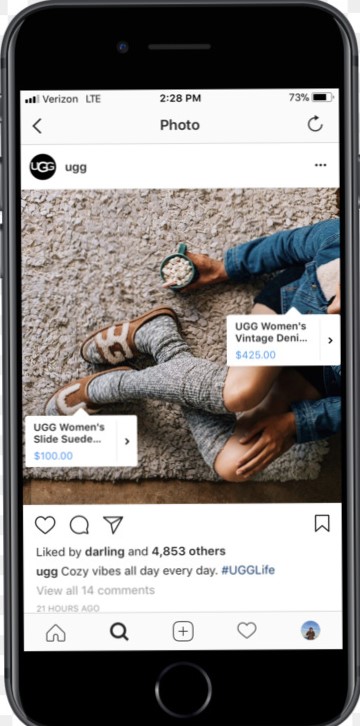 Verizon LTE 2:28 PM 73%
Photo
UGG ugg
UGG Women's
Vintage Deni...
$425.00
UGG Women's
Slide Suede...
$100.00
Liked by darling and 4,853 others
ugg Cozy vibes all day every day. #UGGLife
View all 14 comments
21 HOURS AGO